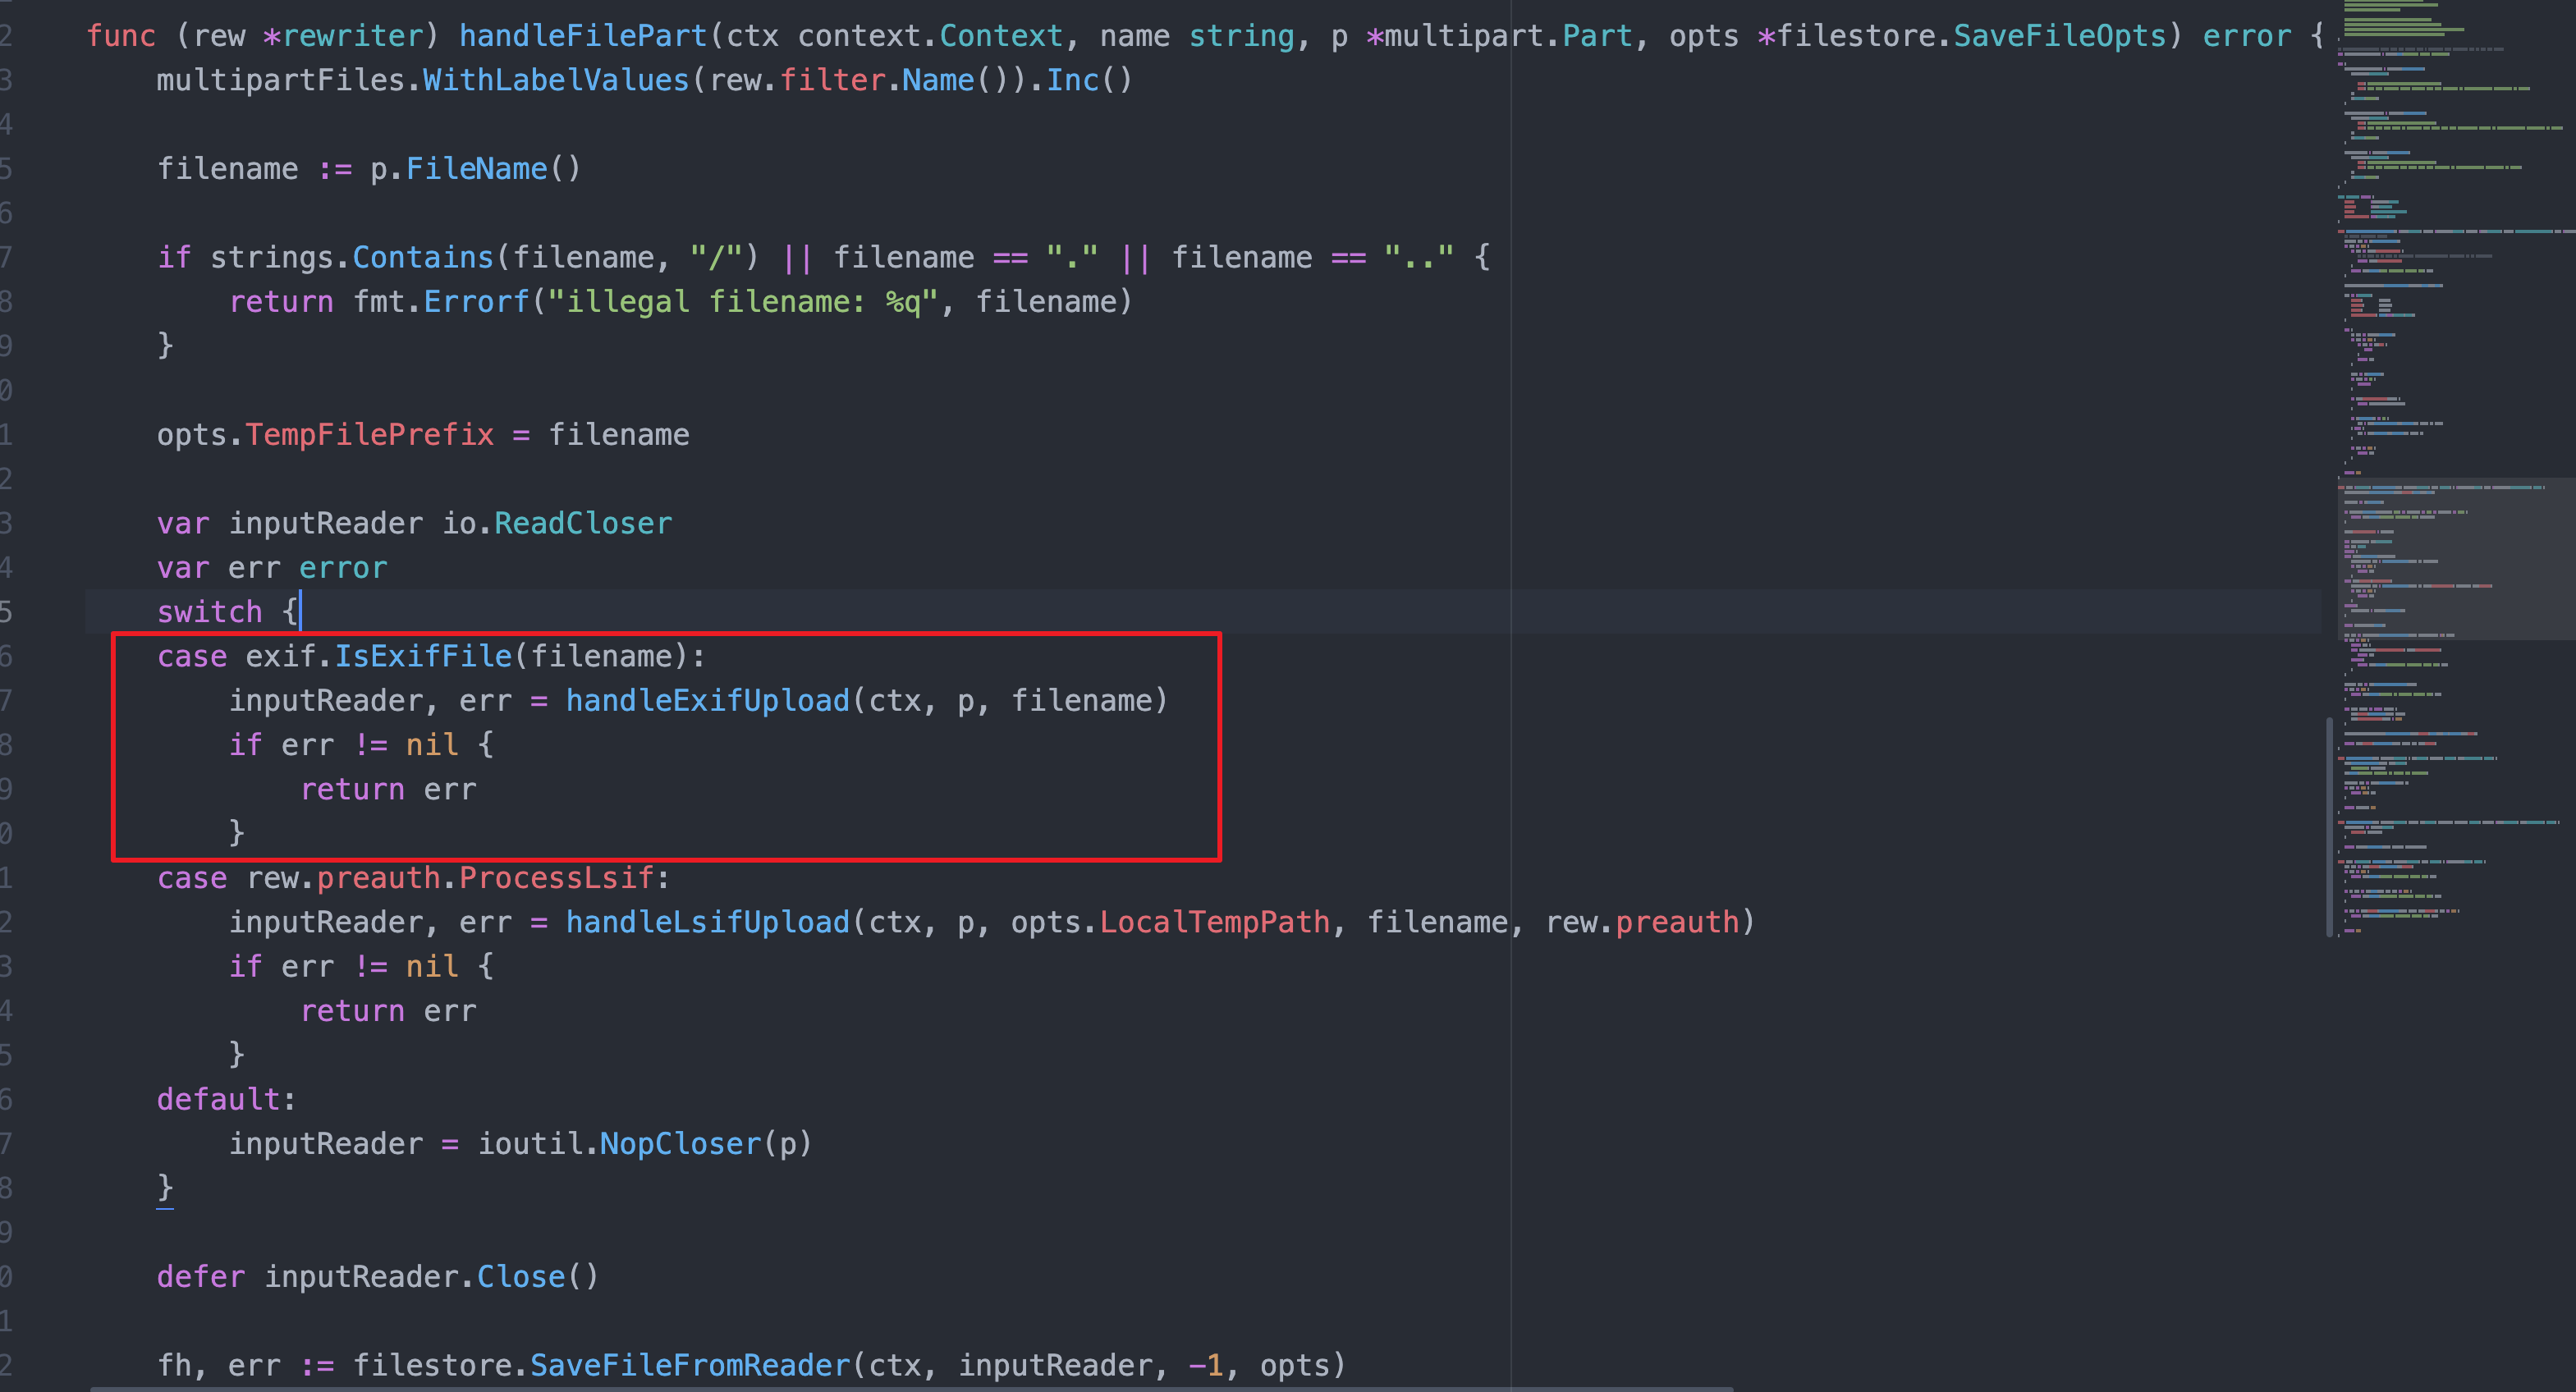 2 func (rew *rewriter) handleFilePart(ctx context.Context, name string, p *multipart.Part, opts *filestore.SaveFileOpts) error {
3 multipartFiles.WithLabelValues(rew.filter.Name()).Inc()
4
5 filename := p.FileName()
6
7 if strings.Contains(filename, "/") || filename == "." || filename == ".." {
8 return fmt.Errorf("illegal filename: %q", filename)
9 }
0
1 opts.TempFilePrefix = filename
2
3 var inputReader io.ReadCloser
4 var err error
5 switch {
6 case exif.IsExifFile(filename):
7 inputReader, err = handleExifUpload(ctx, p, filename)
8 if err != nil {
9 return err
0 }
1 case rew.preauth.ProcessLsif:
2 inputReader, err = handleLsifUpload(ctx, p, opts.LocalTempPath, filename, rew.preauth)
3 if err != nil {
4 return err
5 }
6 default:
7 inputReader = ioutil.NopCloser(p)
8 }
9
0 defer inputReader.Close()
1
2 fh, err := filestore.SaveFileFromReader(ctx, inputReader, -1, opts)